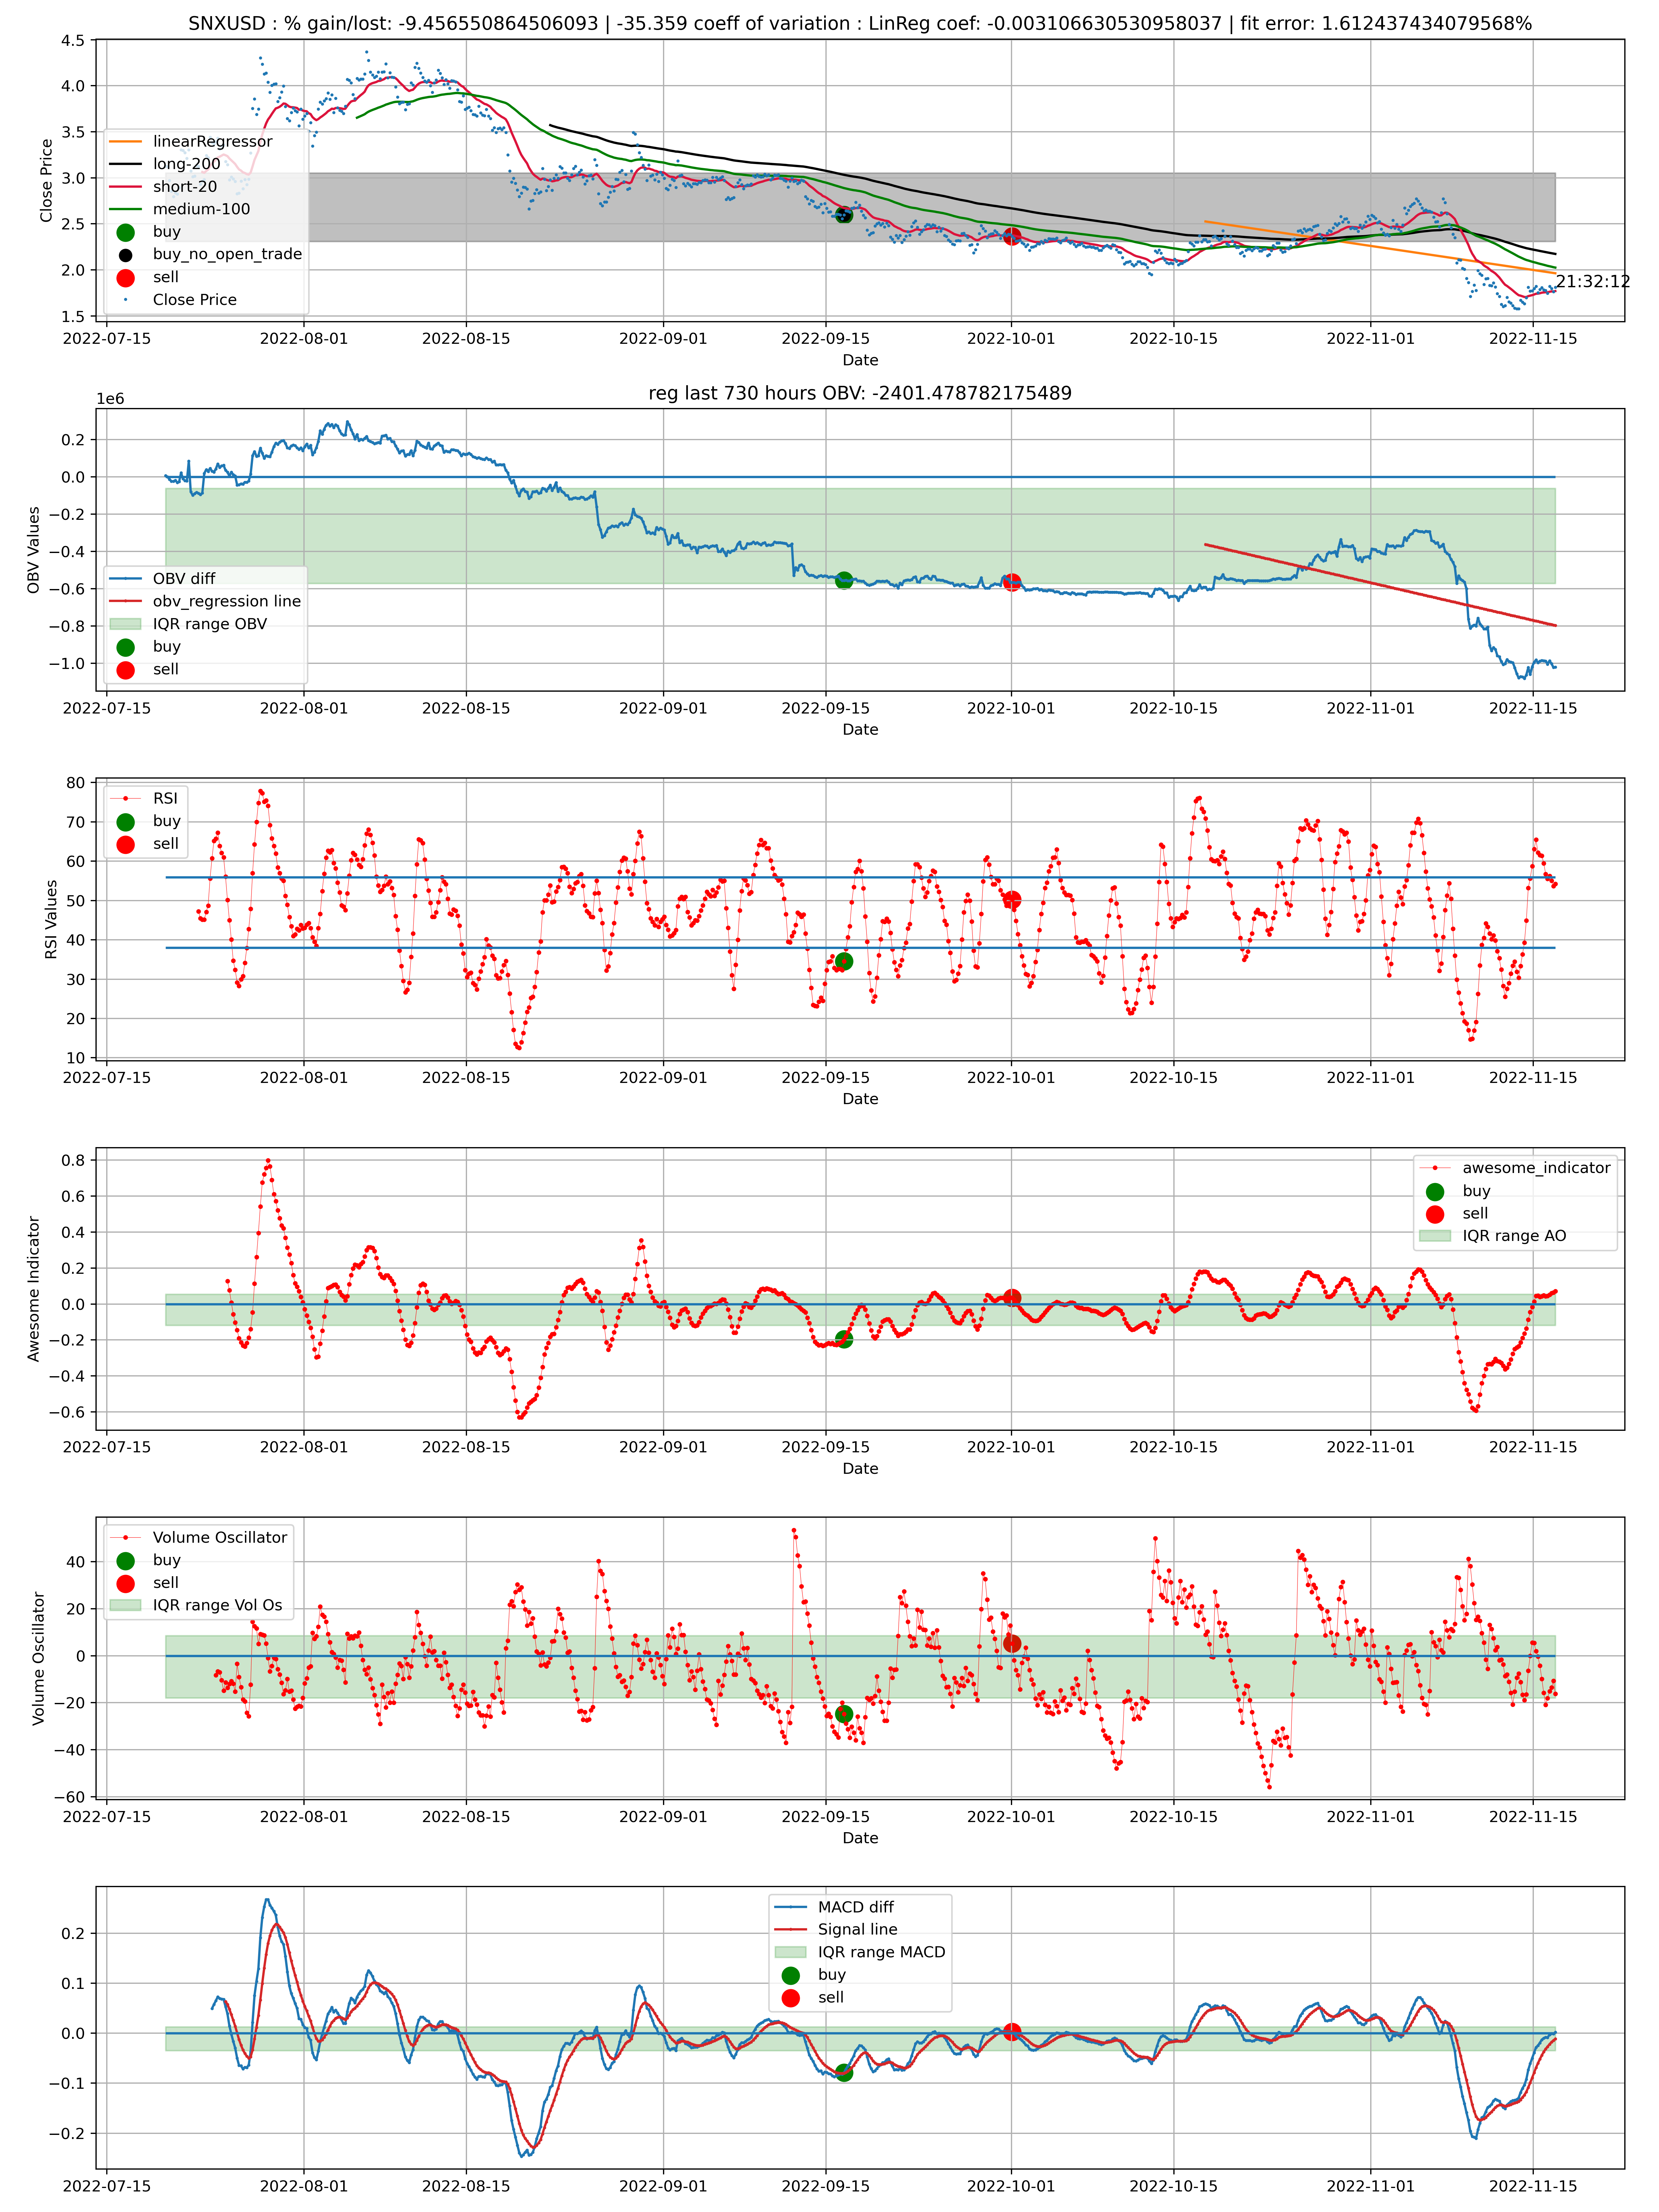 SNXUSD : % gain/lost: -9.456550864506093 | -35.359 coeff of variation : LinReg coef: -0.003106630530958037 | fit error: 1.612437434079568%
4.5
4.0
3.5
3.0
2.5
2.0
1.5
Close Price
linearRegressor
long-200
short-20
medium-100
buy
buy_no_open_trade
sell
Close Price
21:32:12
2022-07-15 2022-08-01 2022-08-15 2022-09-01 2022-09-15 2022-10-01 2022-10-15 2022-11-01 2022-11-15
Date
reg last 730 hours OBV: -2401.478782175489
1e6
0.2
0.0
−0.2
−0.4
−0.6
−0.8
−1.0
OBV Values
OBV diff
obv_regression line
IQR range OBV
buy
sell
2022-07-15 2022-08-01 2022-08-15 2022-09-01 2022-09-15 2022-10-01 2022-10-15 2022-11-01 2022-11-15
Date
80
70
60
50
40
30
20
10
RSI Values
RSI
buy
sell
2022-07-15 2022-08-01 2022-08-15 2022-09-01 2022-09-15 2022-10-01 2022-10-15 2022-11-01 2022-11-15
Date
0.8
0.6
0.4
0.2
0.0
−0.2
−0.4
−0.6
Awesome Indicator
awesome_indicator
buy
sell
IQR range AO
2022-07-15 2022-08-01 2022-08-15 2022-09-01 2022-09-15 2022-10-01 2022-10-15 2022-11-01 2022-11-15
Date
40
20
0
−20
−40
−60
Volume Oscillator
Volume Oscillator
buy
sell
IQR range Vol Os
2022-07-15 2022-08-01 2022-08-15 2022-09-01 2022-09-15 2022-10-01 2022-10-15 2022-11-01 2022-11-15
Date
0.2
0.1
0.0
−0.1
−0.2
MACD diff
Signal line
IQR range MACD
buy
sell
2022-07-15 2022-08-01 2022-08-15 2022-09-01 2022-09-15 2022-10-01 2022-10-15 2022-11-01 2022-11-15